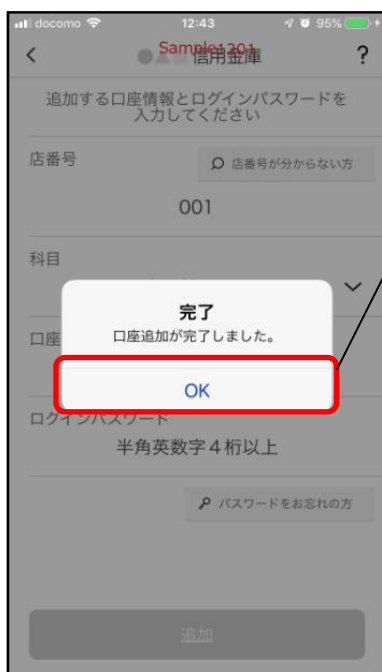 docomo 12:43 95%
Sample1201
信用金庫 ?
追加する口座情報とログインパスワードを
入力してください
店番号 店番号が分からない方
001
科目
完了
口座追加が完了しました。
口座
OK
ログインパスワード
半角英数字4桁以上
パスワードをお忘れの方
追加